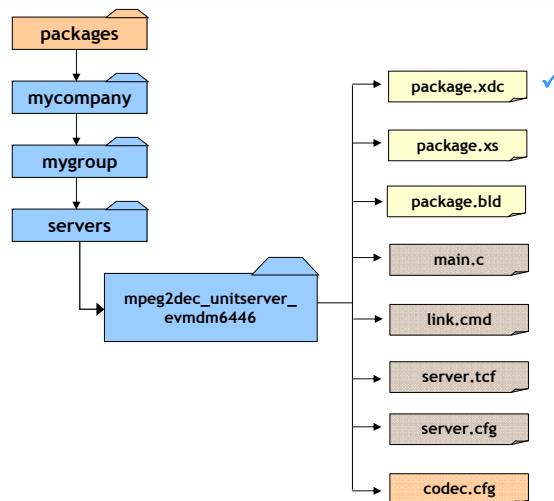 packages
mycompany
mygroup
servers
mpeg2dec_unitserver_
evmdm6446
package.xdc
package.xs
package.bld
main.c
link.cmd
server.tcf
server.cfg
codec.cfg